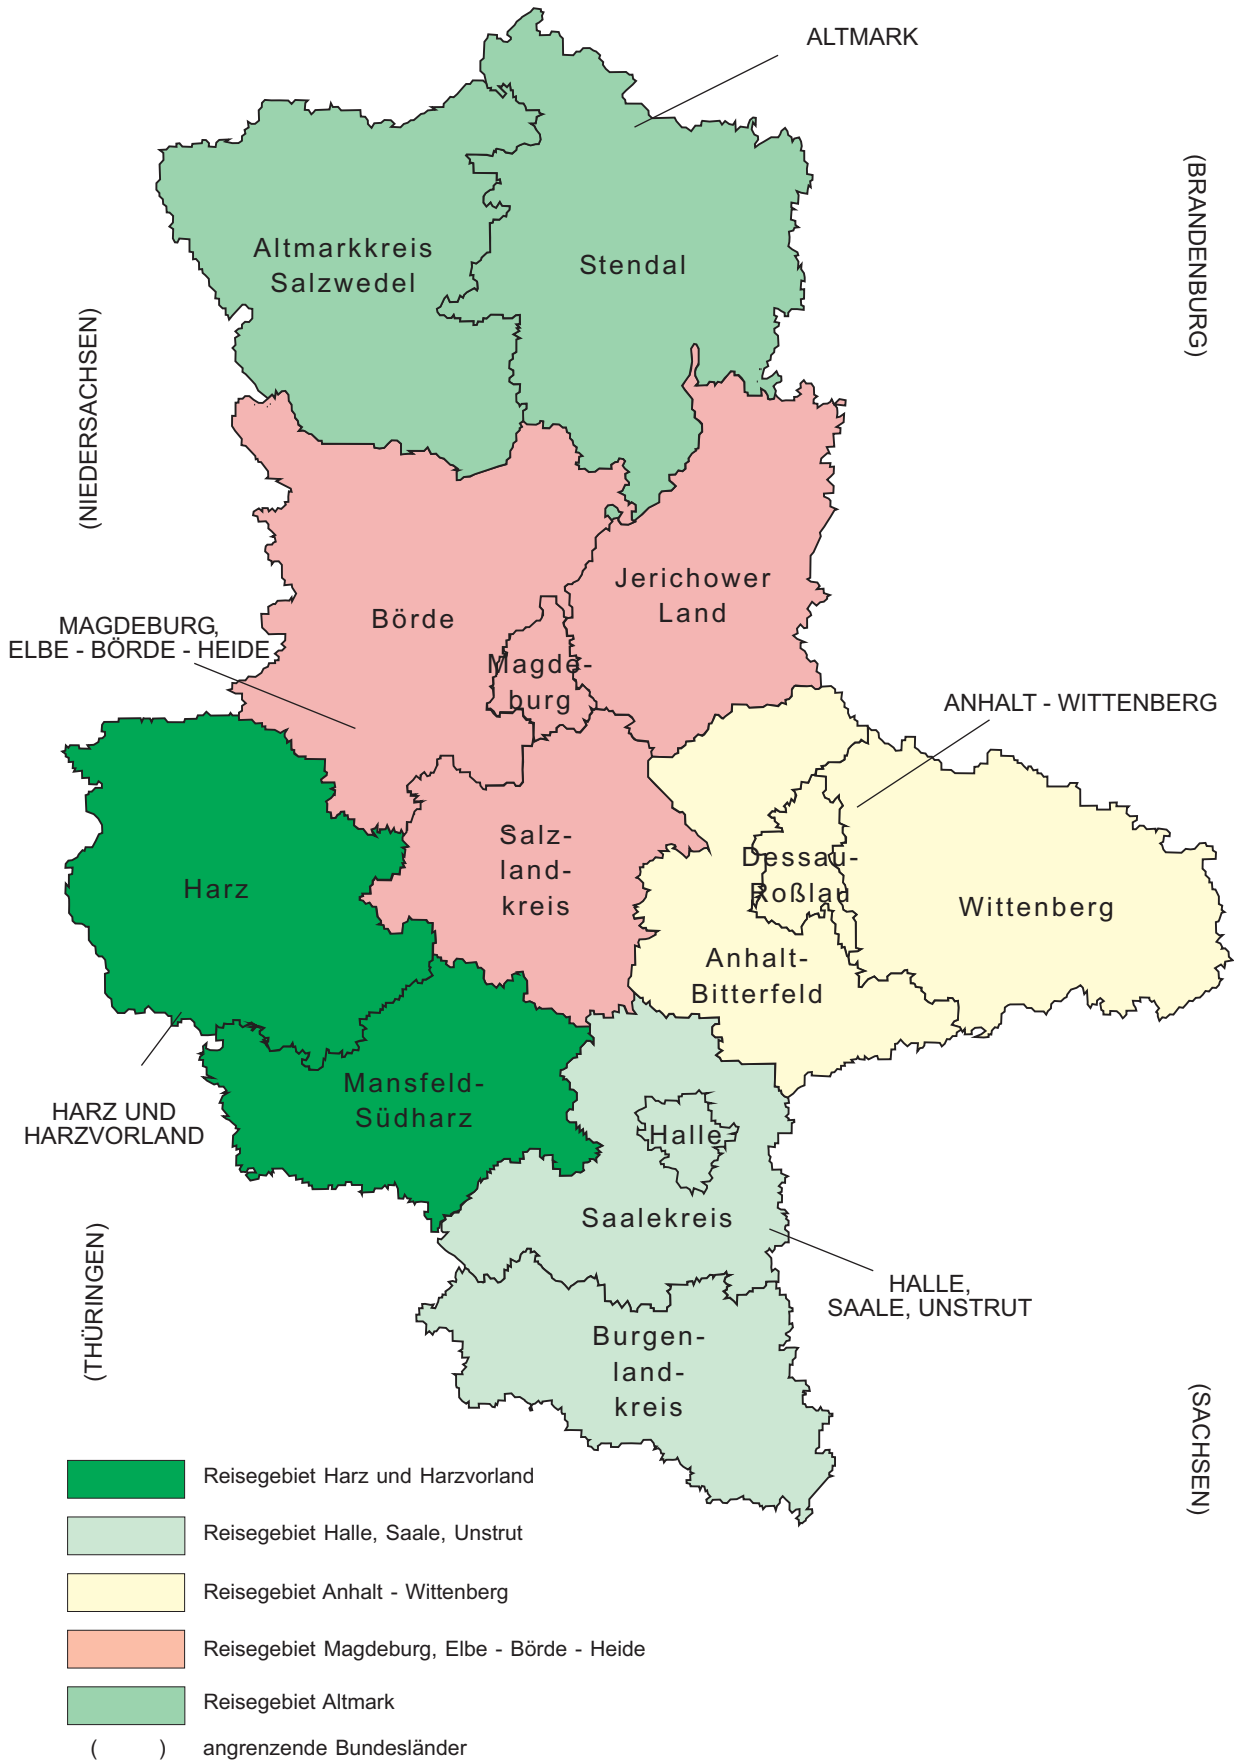 ALTMARK
(BRANDENBURG)
Altmarkkreis
Salzwedel
Stendal
(NIEDERSACHSEN)
Jerichower
Land
Börde
MAGDEBURG,
ELBE - BÖRDE - HEIDE
Magde-
burg
ANHALT - WITTENBERG
Salz-
land-
kreis
Dessau-
Roßlau
Harz
Wittenberg
Anhalt-
Bitterfeld
Mansfeld-
Südharz
HARZ UND
HARZVORLAND
Halle
Saalekreis
(THÜRINGEN)
HALLE,
SAALE, UNSTRUT
Burgen-
land-
kreis
(SACHSEN)
Reisegebiet Harz und Harzvorland
Reisegebiet Halle, Saale, Unstrut
Reisegebiet Anhalt - Wittenberg
Reisegebiet Magdeburg, Elbe - Börde - Heide
Reisegebiet Altmark
( ) angrenzende Bundesländer